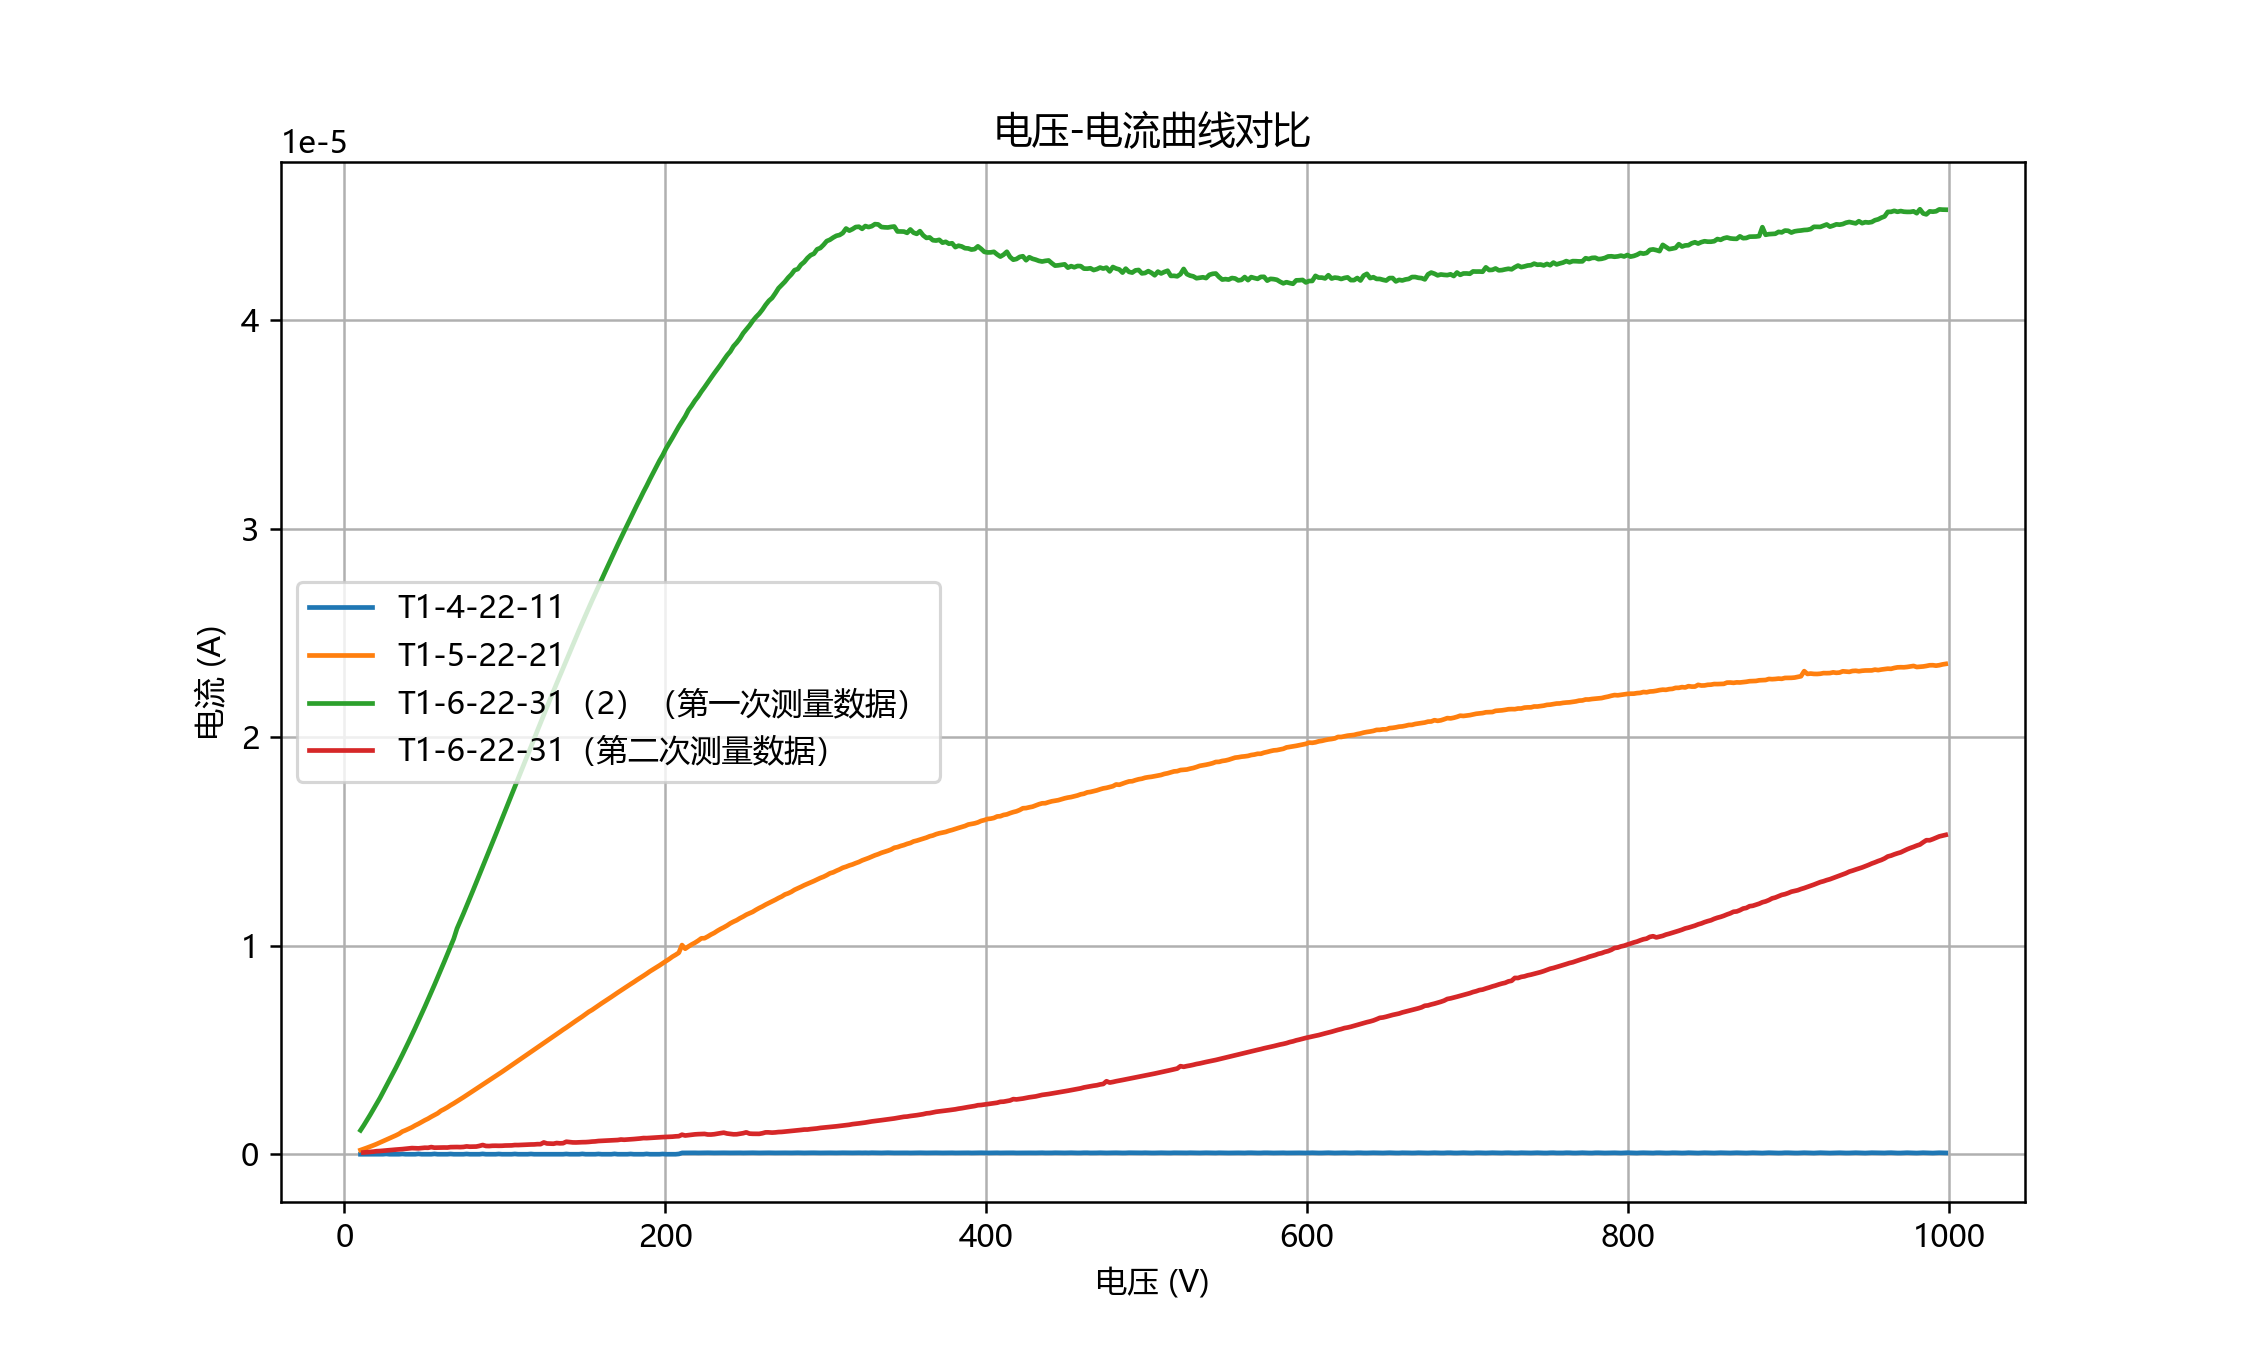 电压-电流曲线对比
1e-5
4
3
2
1
0
电流 (A)
T1-4-22-11
T1-5-22-21
T1-6-22-31（2）（第一次测量数据）
T1-6-22-31（第二次测量数据）
0 200 400 600 800 1000
电压 (V)